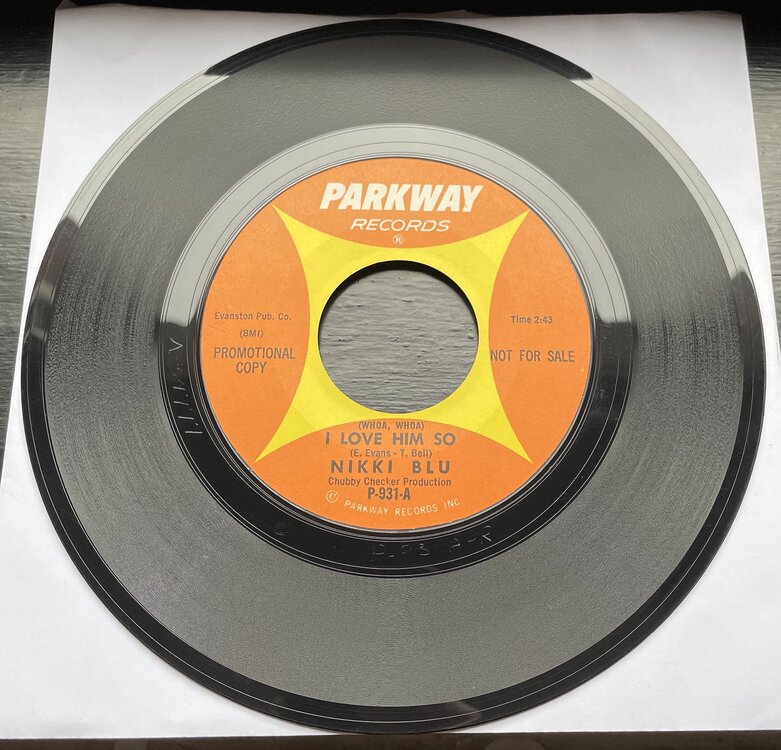 PARKWAY
RECORDS
®
Evanston Pub. Co.
(BMI)
PROMOTIONAL
COPY
Time 2:43
NOT FOR SALE
(WHOA, WHOA)
I LOVE HIM SO
(E. Evans - T. Bell)
NIKKI BLU
Chubby Checker Production
P-931-A
© PARKWAY RECORDS INC.